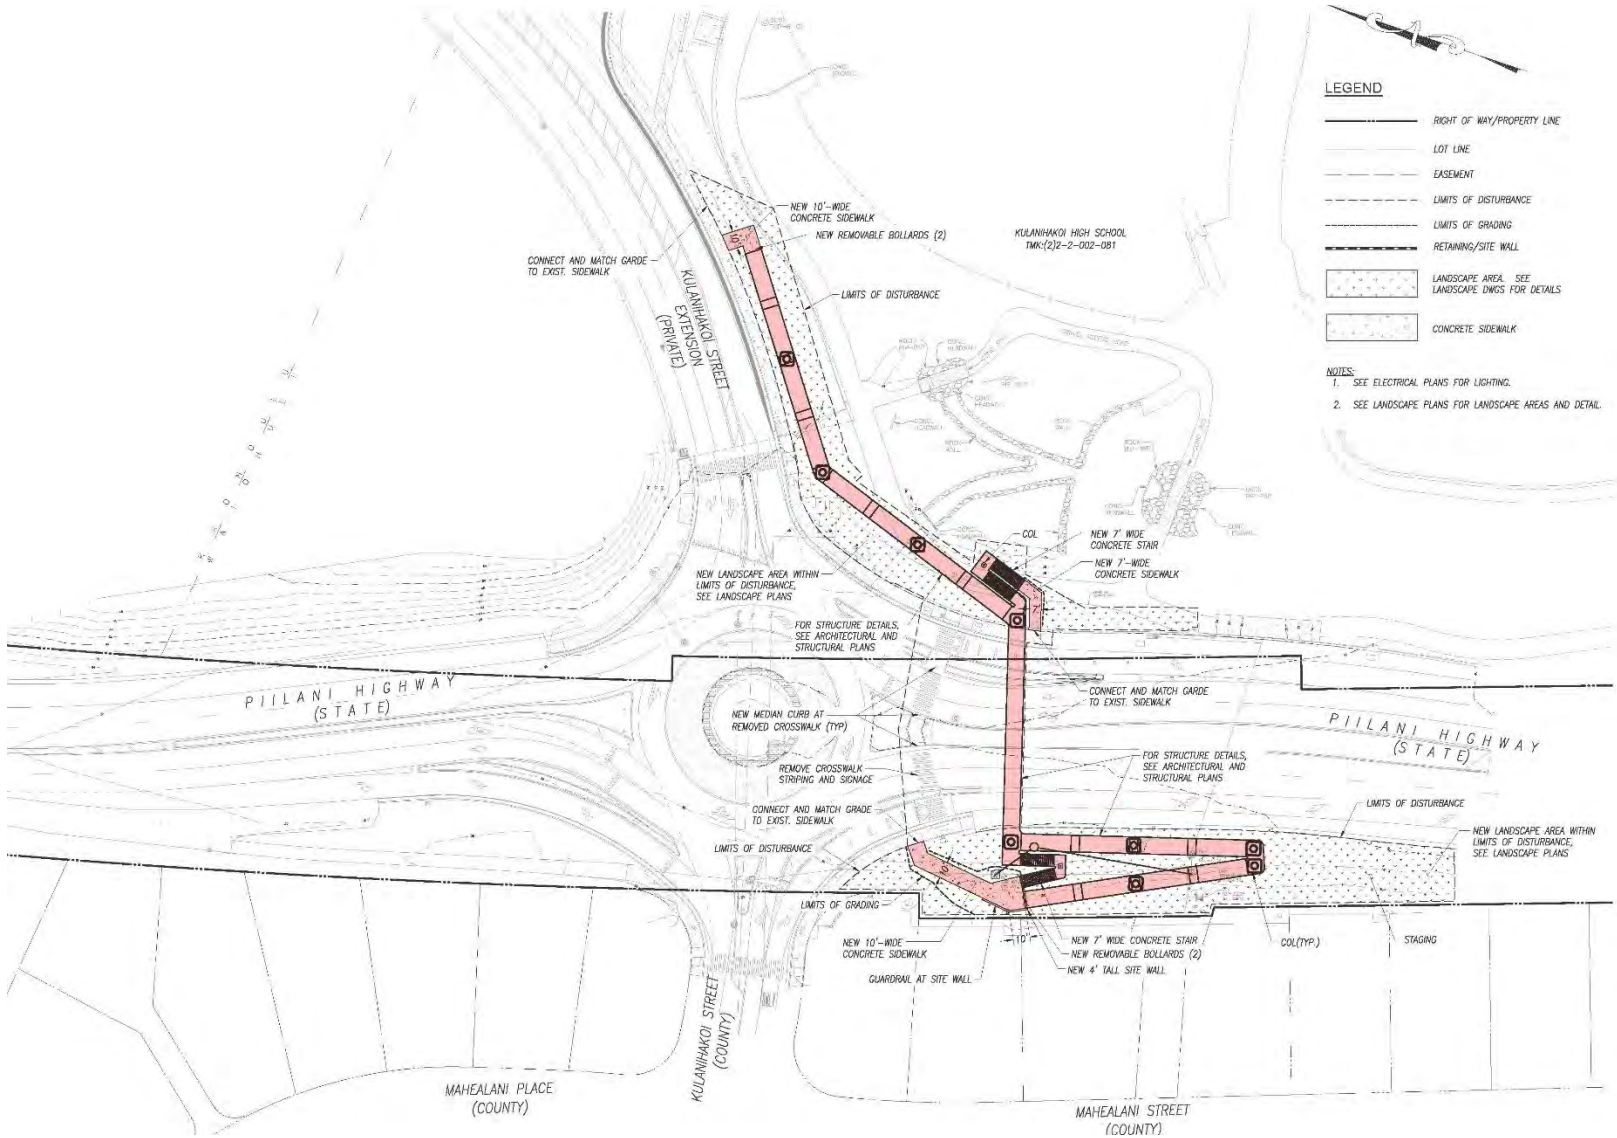 LEGEND
RIGHT OF WAY/PROPERTY LINE
LOT LINE
EASEMENT
LIMITS OF DISTURBANCE
LIMITS OF GRADING
RETAINING/SITE WALL
LANDSCAPE AREA. SEE
LANDSCAPE DWGS FOR DETAILS
CONCRETE SIDEWALK
NOTES:
1. SEE ELECTRICAL PLANS FOR LIGHTING.
2. SEE LANDSCAPE PLANS FOR LANDSCAPE AREAS AND DETAIL.
NEW 10'-WIDE
CONCRETE SIDEWALK
NEW REMOVABLE BOLLARDS (2)
KULANIHAKOI HIGH SCHOOL
TMK:(2)2-2-002-081
CONNECT AND MATCH GARDE
TO EXIST. SIDEWALK
10'
LIMITS OF DISTURBANCE
KULANIHAKOI STREET
EXTENSION
(PRIVATE)
COL
NEW 7' WIDE
CONCRETE STAIR
NEW 7'-WIDE
CONCRETE SIDEWALK
7'
NEW LANDSCAPE AREA WITHIN
LIMITS OF DISTURBANCE,
SEE LANDSCAPE PLANS
FOR STRUCTURE DETAILS,
SEE ARCHITECTURAL AND
STRUCTURAL PLANS
PIILANI HIGHWAY
(STATE)
CONNECT AND MATCH GARDE
TO EXIST. SIDEWALK
NEW MEDIAN CURB AT
REMOVED CROSSWALK (TYP)
PIILANI HIGHWAY
(STATE)
FOR STRUCTURE DETAILS,
SEE ARCHITECTURAL AND
STRUCTURAL PLANS
REMOVE CROSSWALK
STRIPING AND SIGNAGE
CONNECT AND MATCH GRADE
TO EXIST. SIDEWALK
LIMITS OF DISTURBANCE
NEW LANDSCAPE AREA WITHIN
LIMITS OF DISTURBANCE,
SEE LANDSCAPE PLANS
LIMITS OF DISTURBANCE
10'
LIMITS OF GRADING
10'
NEW 10'-WIDE
CONCRETE SIDEWALK
NEW 7' WIDE CONCRETE STAIR
NEW REMOVABLE BOLLARDS (2)
NEW 4' TALL SITE WALL
COL(TYP.)
STAGING
GUARDRAIL AT SITE WALL
KULANIHAKOI STREET
(COUNTY)
MAHEALANI PLACE
(COUNTY)
MAHEALANI STREET
(COUNTY)